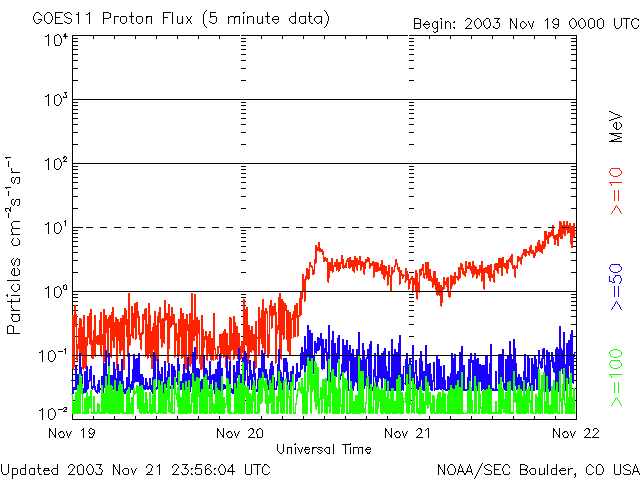 GOES11 Proton Flux (5 minute data)
Begin: 2003 Nov 19 0000 UTC
Particles cm⁻²s⁻¹sr⁻¹
10⁴
10³
10²
10¹
10⁰
10⁻¹
10⁻²
MeV
>=10
>=50
>=100
Nov 19
Nov 20
Nov 21
Nov 22
Universal Time
Updated 2003 Nov 21 23:56:04 UTC
NOAA/SEC Boulder, CO USA